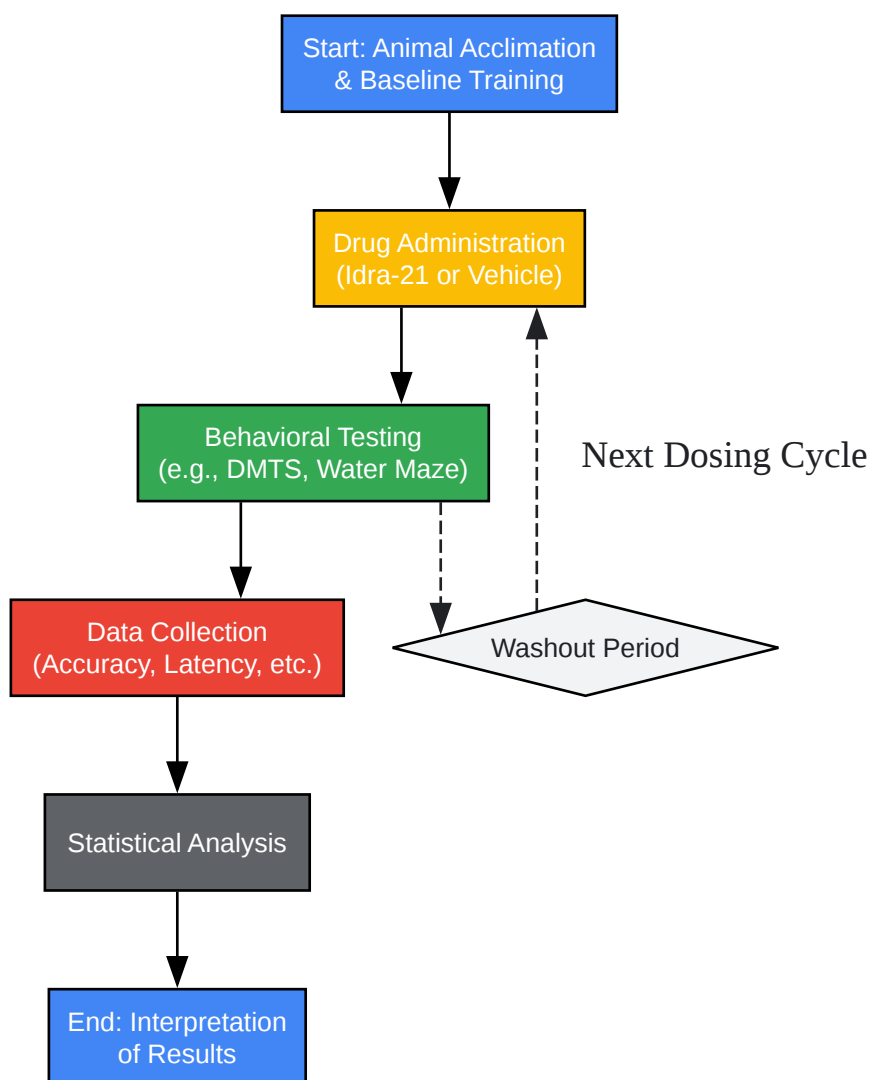 Start: Animal Acclimation
& Baseline Training
Drug Administration
(Idra-21 or Vehicle)
Behavioral Testing
(e.g., DMTS, Water Maze)
Next Dosing Cycle
Data Collection
(Accuracy, Latency, etc.)
Washout Period
Statistical Analysis
End: Interpretation
of Results